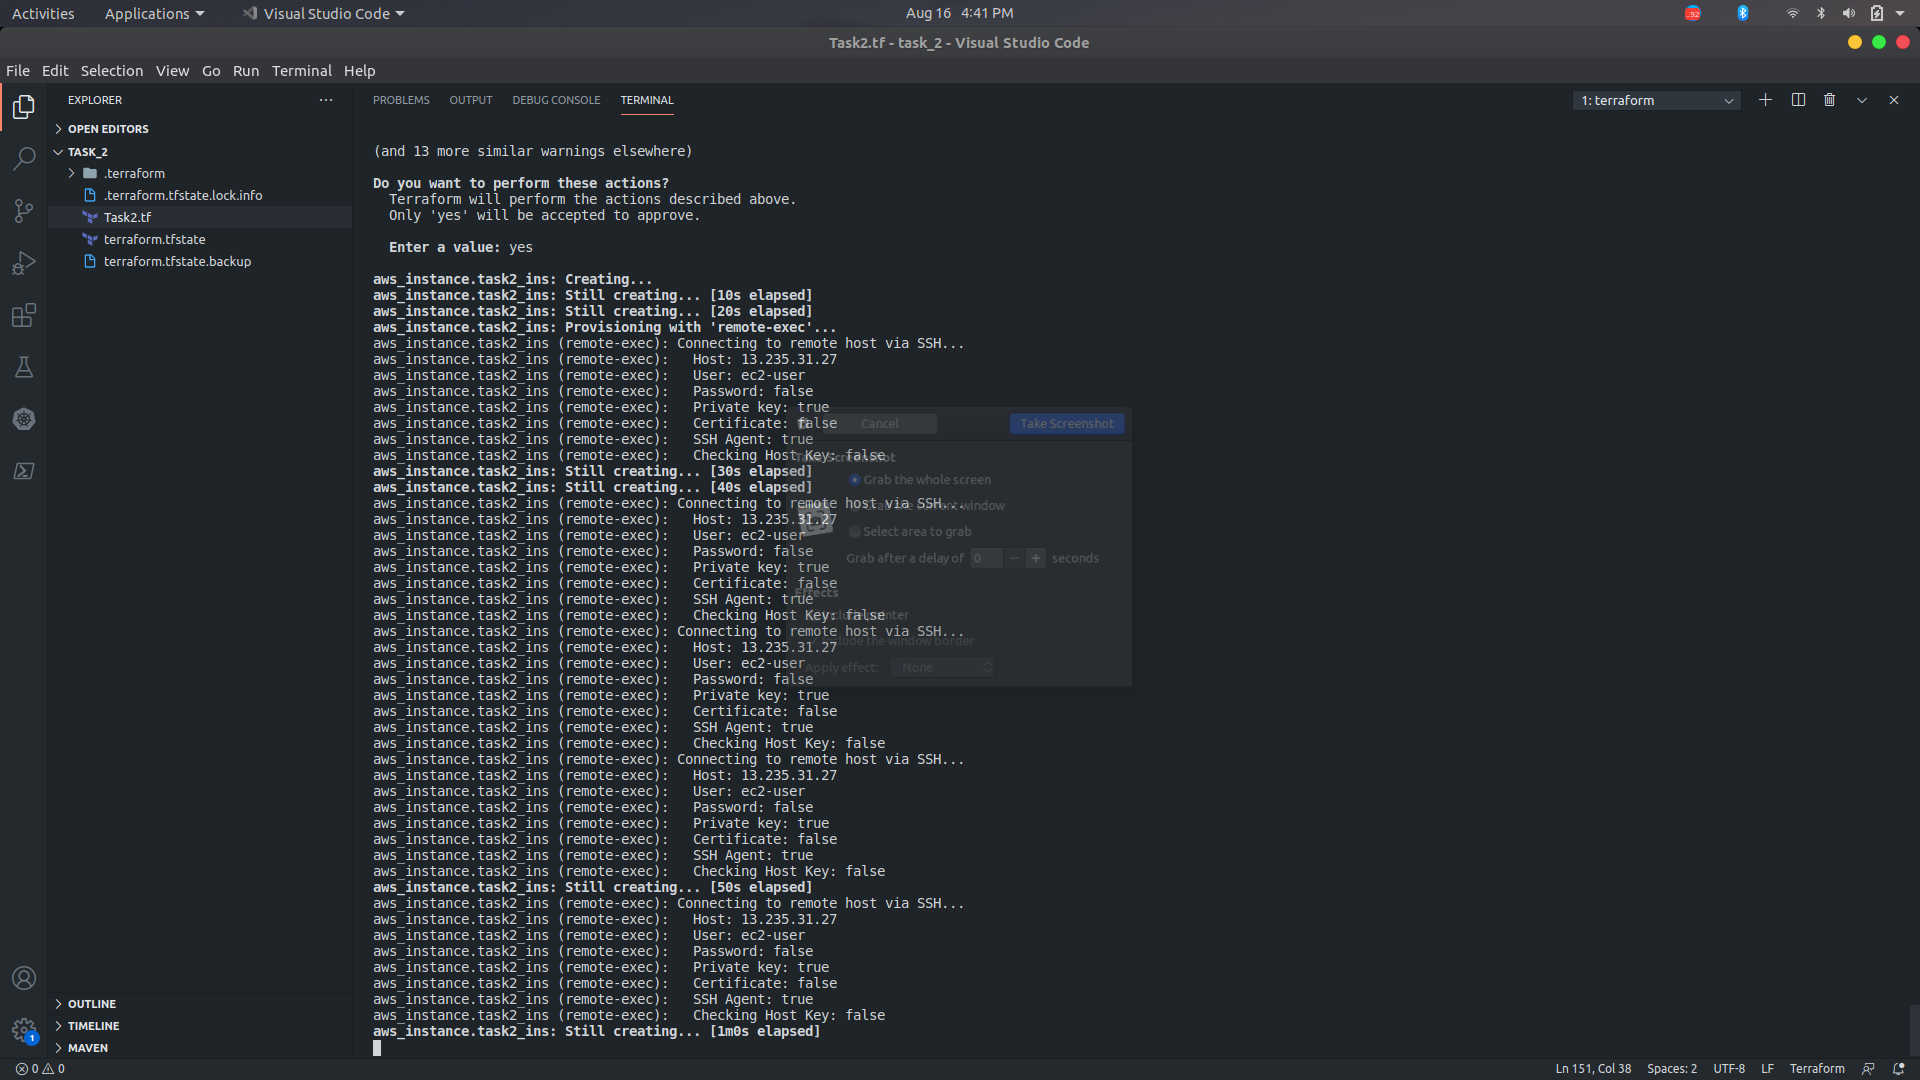 Activities
Applications
Visual Studio Code
Aug 16 4:41 PM
Task2.tf - task_2 - Visual Studio Code
File Edit Selection View Go Run Terminal Help
EXPLORER
OPEN EDITORS
TASK_2
.terraform
.terraform.tfstate.lock.info
Task2.tf
terraform.tfstate
terraform.tfstate.backup
OUTLINE
TIMELINE
MAVEN
1
PROBLEMS OUTPUT DEBUG CONSOLE TERMINAL
1: terraform
(and 13 more similar warnings elsewhere)
Do you want to perform these actions?
Terraform will perform the actions described above.
Only 'yes' will be accepted to approve.
Enter a value: yes
aws_instance.task2_ins: Creating...
aws_instance.task2_ins: Still creating... [10s elapsed]
aws_instance.task2_ins: Still creating... [20s elapsed]
aws_instance.task2_ins: Provisioning with 'remote-exec'...
aws_instance.task2_ins (remote-exec): Connecting to remote host via SSH...
aws_instance.task2_ins (remote-exec):   Host: 13.235.31.27
aws_instance.task2_ins (remote-exec):   User: ec2-user
aws_instance.task2_ins (remote-exec):   Password: false
aws_instance.task2_ins (remote-exec):   Private key: true
aws_instance.task2_ins (remote-exec):   Certificate: false
aws_instance.task2_ins (remote-exec):   SSH Agent: true
aws_instance.task2_ins (remote-exec):   Checking Host Key: false
aws_instance.task2_ins: Still creating... [30s elapsed]
aws_instance.task2_ins: Still creating... [40s elapsed]
aws_instance.task2_ins (remote-exec): Connecting to remote host via SSH...
aws_instance.task2_ins (remote-exec):   Host: 13.235.31.27
aws_instance.task2_ins (remote-exec):   User: ec2-user
aws_instance.task2_ins (remote-exec):   Password: false
aws_instance.task2_ins (remote-exec):   Private key: true
aws_instance.task2_ins (remote-exec):   Certificate: false
aws_instance.task2_ins (remote-exec):   SSH Agent: true
aws_instance.task2_ins (remote-exec):   Checking Host Key: false
aws_instance.task2_ins (remote-exec): Connecting to remote host via SSH...
aws_instance.task2_ins (remote-exec):   Host: 13.235.31.27
aws_instance.task2_ins (remote-exec):   User: ec2-user
aws_instance.task2_ins (remote-exec):   Password: false
aws_instance.task2_ins (remote-exec):   Private key: true
aws_instance.task2_ins (remote-exec):   Certificate: false
aws_instance.task2_ins (remote-exec):   SSH Agent: true
aws_instance.task2_ins (remote-exec):   Checking Host Key: false
aws_instance.task2_ins (remote-exec): Connecting to remote host via SSH...
aws_instance.task2_ins (remote-exec):   Host: 13.235.31.27
aws_instance.task2_ins (remote-exec):   User: ec2-user
aws_instance.task2_ins (remote-exec):   Password: false
aws_instance.task2_ins (remote-exec):   Private key: true
aws_instance.task2_ins (remote-exec):   Certificate: false
aws_instance.task2_ins (remote-exec):   SSH Agent: true
aws_instance.task2_ins (remote-exec):   Checking Host Key: false
aws_instance.task2_ins: Still creating... [50s elapsed]
aws_instance.task2_ins (remote-exec): Connecting to remote host via SSH...
aws_instance.task2_ins (remote-exec):   Host: 13.235.31.27
aws_instance.task2_ins (remote-exec):   User: ec2-user
aws_instance.task2_ins (remote-exec):   Password: false
aws_instance.task2_ins (remote-exec):   Private key: true
aws_instance.task2_ins (remote-exec):   Certificate: false
aws_instance.task2_ins (remote-exec):   SSH Agent: true
aws_instance.task2_ins (remote-exec):   Checking Host Key: false
aws_instance.task2_ins: Still creating... [1m0s elapsed]
Cancel
Take Screenshot
Grab the whole screen
Grab the current window
Select area to grab
Grab after a delay of 0 seconds
Effects
Include the window border
Apply effect: None
0 0
Ln 151, Col 38 Spaces: 2 UTF-8 LF Terraform